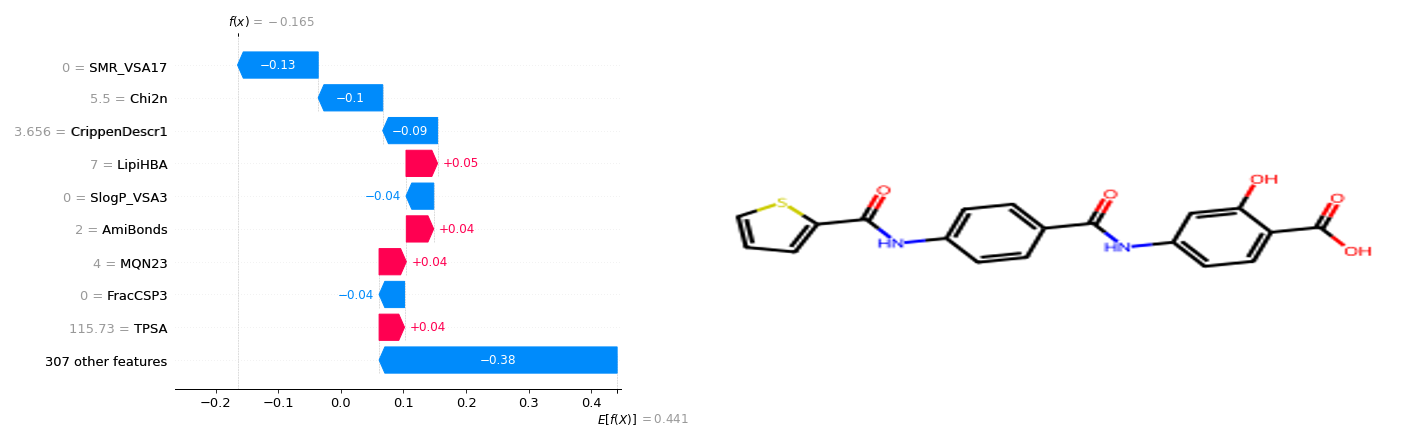 f(x) = −0.165
0 = SMR_VSA17
−0.13
5.5 = Chi2n
−0.1
3.656 = CrippenDescr1
−0.09
7 = LipiHBA
+0.05
0 = SlogP_VSA3
−0.04
2 = AmiBonds
+0.04
4 = MQN23
+0.04
0 = FracCSP3
−0.04
115.73 = TPSA
+0.04
307 other features
−0.38
−0.2 −0.1 0.0 0.1 0.2 0.3 0.4
E[f(X)] = 0.441
OH
O
O
O
S
HN
HN
OH